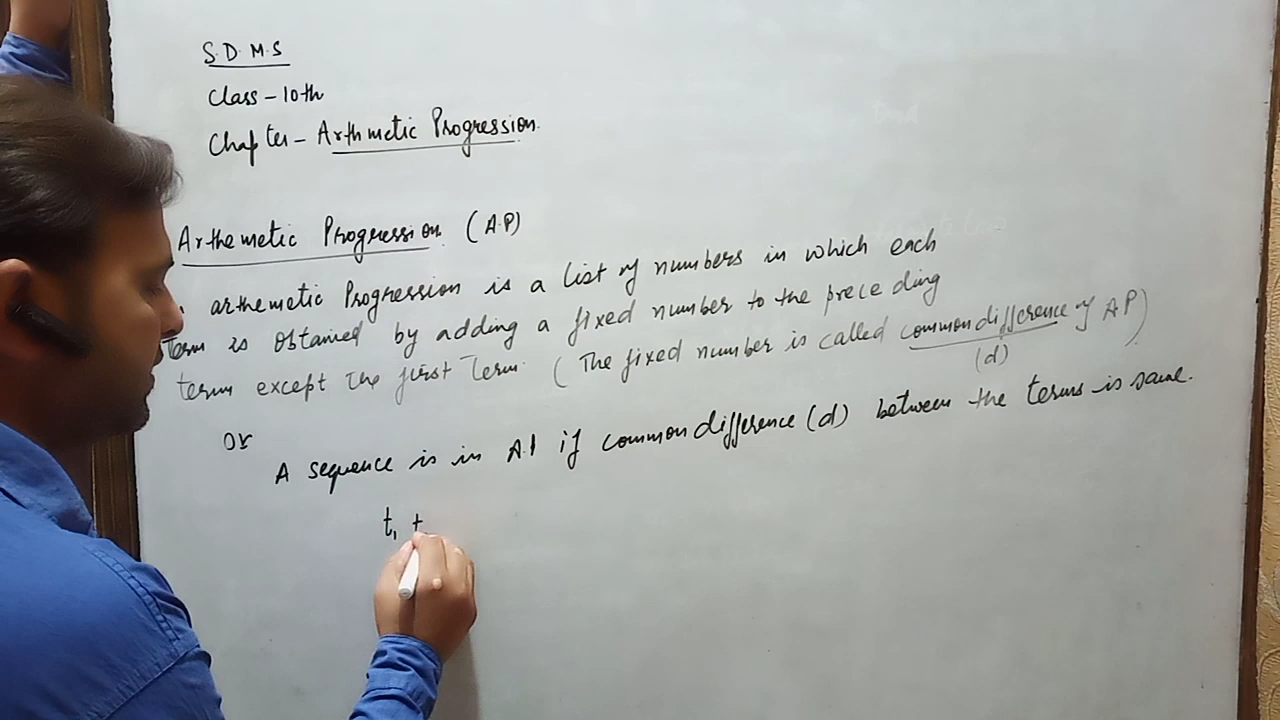 S.D.M.S
Class - 10th
Chapter - Arthmetic Progression.
Arthemetic Progression. (A.P)
arthemetic Progression is a list of numbers in which each
term is obtained by adding a fixed number to the preceding
term except the first Term. (The fixed number is called common difference of AP)
(d)
Or
A sequence is in A.P if common difference (d) between the terms is same.
t, t